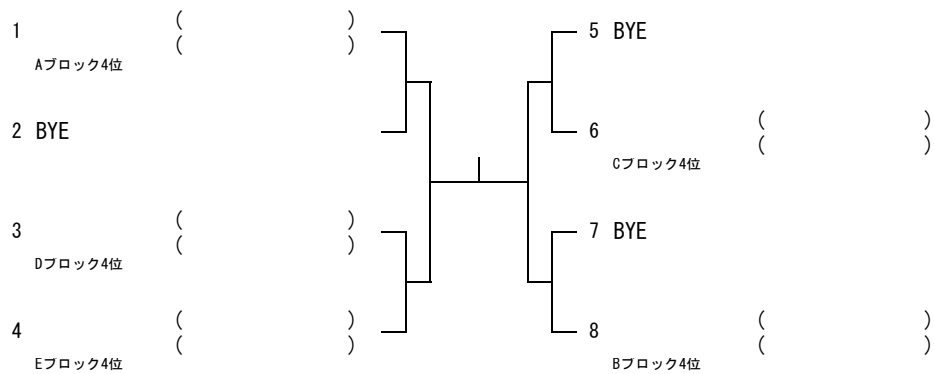 1 ( )
( )
Aブロック4位
2 BYE
3 ( )
( )
Dブロック4位
4 ( )
( )
Eブロック4位
5 BYE
6 ( )
( )
Cブロック4位
7 BYE
8 ( )
( )
Bブロック4位